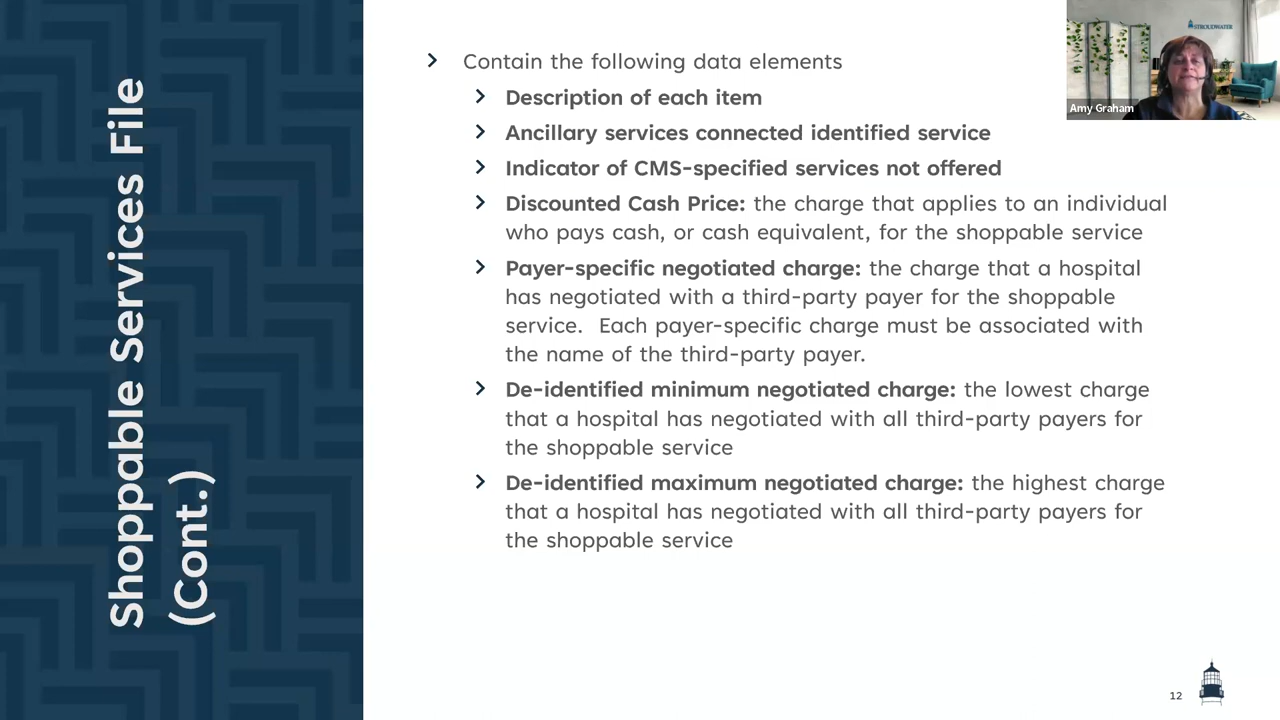 Shoppable Services File
(Cont.)
Contain the following data elements
Description of each item
Ancillary services connected identified service
Indicator of CMS-specified services not offered
Discounted Cash Price: the charge that applies to an individual
who pays cash, or cash equivalent, for the shoppable service
Payer-specific negotiated charge: the charge that a hospital
has negotiated with a third-party payer for the shoppable
service. Each payer-specific charge must be associated with
the name of the third-party payer.
De-identified minimum negotiated charge: the lowest charge
that a hospital has negotiated with all third-party payers for
the shoppable service
De-identified maximum negotiated charge: the highest charge
that a hospital has negotiated with all third-party payers for
the shoppable service
STROUDWATER
Amy Graham
12